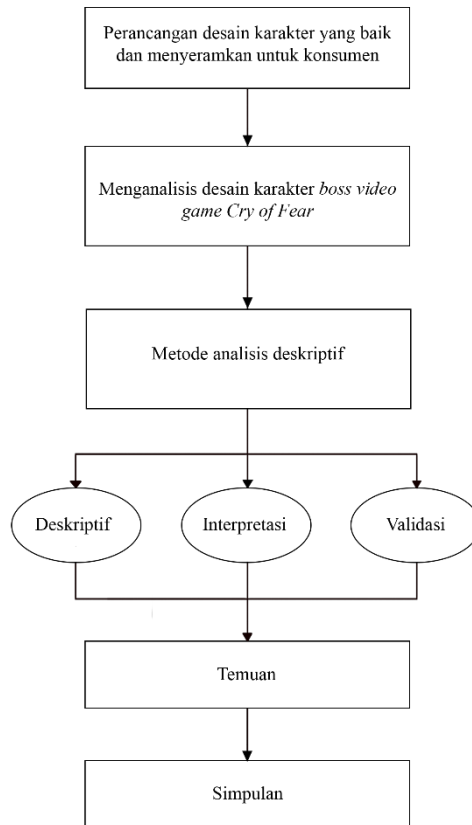 Perancangan desain karakter yang baik
dan menyeramkan untuk konsumen
Menganalisis desain karakter boss video
game Cry of Fear
Metode analisis deskriptif
Deskriptif
Interpretasi
Validasi
Temuan
Simpulan